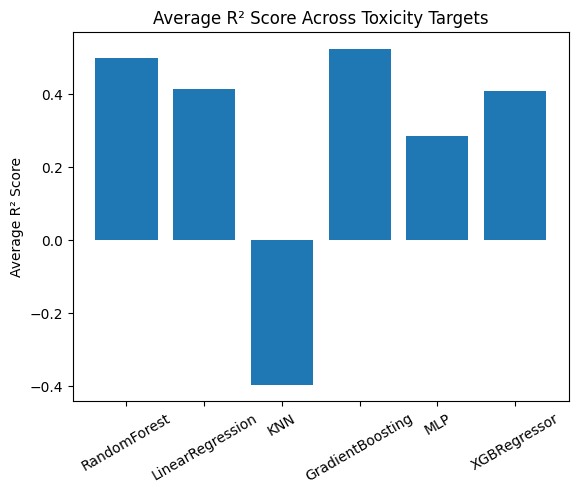 Average R² Score Across Toxicity Targets
Average R² Score
0.4
0.2
0.0
−0.2
−0.4
RandomForest
LinearRegression
KNN
GradientBoosting
MLP
XGBRegressor